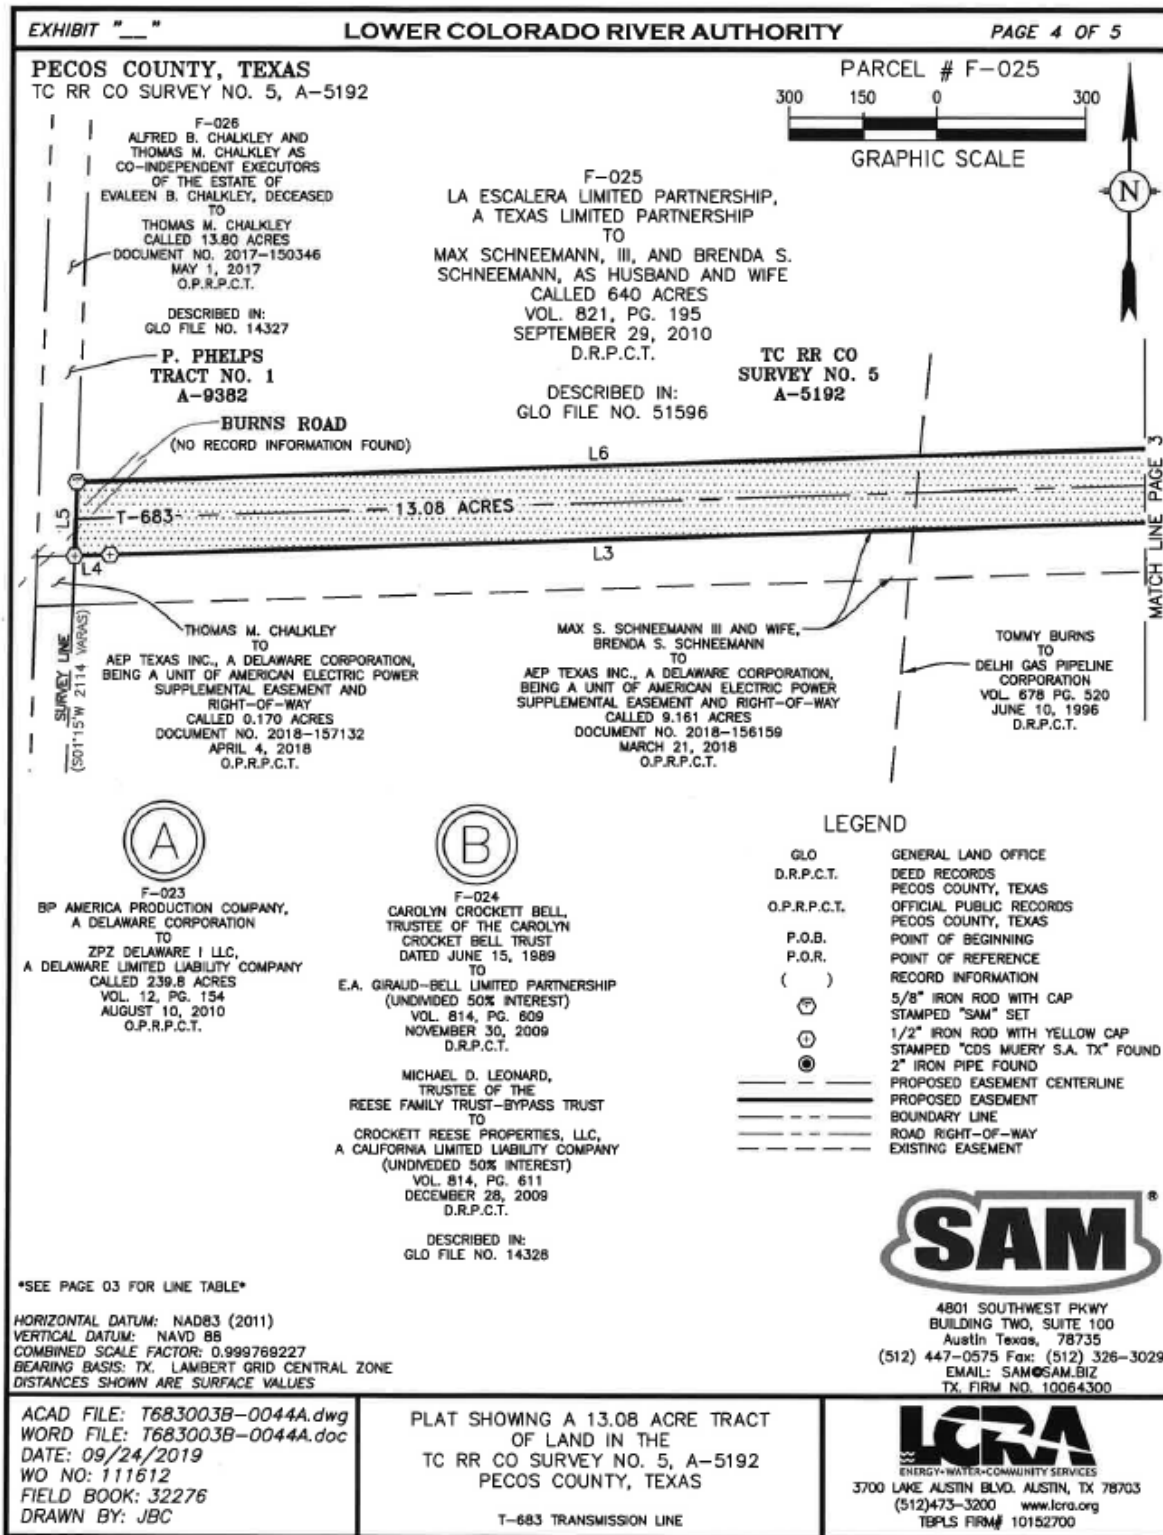 EXHIBIT "__"
LOWER COLORADO RIVER AUTHORITY
PAGE 4 OF 5
PECOS COUNTY, TEXAS
TC RR CO SURVEY NO. 5, A-5192
PARCEL # F-025
300 150 0 300
GRAPHIC SCALE
N
F-026
ALFRED B. CHALKLEY AND
THOMAS M. CHALKLEY AS
CO-INDEPENDENT EXECUTORS
OF THE ESTATE OF
EVALEEN B. CHALKLEY, DECEASED
TO
THOMAS M. CHALKLEY
CALLED 13.80 ACRES
DOCUMENT NO. 2017-150346
MAY 1, 2017
O.P.R.P.C.T.
DESCRIBED IN:
GLO FILE NO. 14327
F-025
LA ESCALERA LIMITED PARTNERSHIP,
A TEXAS LIMITED PARTNERSHIP
TO
MAX SCHNEEMANN, III, AND BRENDA S.
SCHNEEMANN, AS HUSBAND AND WIFE
CALLED 640 ACRES
VOL. 821, PG. 195
SEPTEMBER 29, 2010
D.R.P.C.T.
DESCRIBED IN:
GLO FILE NO. 51596
P. PHELPS
TRACT NO. 1
A-9382
TC RR CO
SURVEY NO. 5
A-5192
BURNS ROAD
(NO RECORD INFORMATION FOUND)
L6
L5
T-683
13.08 ACRES
L4
L3
MATCH LINE PAGE 3
SURVEY LINE
(S01°15'W 2114 VARAS)
THOMAS M. CHALKLEY
TO
AEP TEXAS INC., A DELAWARE CORPORATION,
BEING A UNIT OF AMERICAN ELECTRIC POWER
SUPPLEMENTAL EASEMENT AND
RIGHT-OF-WAY
CALLED 0.170 ACRES
DOCUMENT NO. 2018-157132
APRIL 4, 2018
O.P.R.P.C.T.
MAX S. SCHNEEMANN III AND WIFE,
BRENDA S. SCHNEEMANN
TO
AEP TEXAS INC., A DELAWARE CORPORATION,
BEING A UNIT OF AMERICAN ELECTRIC POWER
SUPPLEMENTAL EASEMENT AND RIGHT-OF-WAY
CALLED 9.161 ACRES
DOCUMENT NO. 2018-156159
MARCH 21, 2018
O.P.R.P.C.T.
TOMMY BURNS
TO
DELHI GAS PIPELINE
CORPORATION
VOL. 678 PG. 520
JUNE 10, 1996
D.R.P.C.T.
A
F-023
BP AMERICA PRODUCTION COMPANY,
A DELAWARE CORPORATION
TO
ZPZ DELAWARE I LLC,
A DELAWARE LIMITED LIABILITY COMPANY
CALLED 239.8 ACRES
VOL. 12, PG. 154
AUGUST 10, 2010
O.P.R.P.C.T.
B
F-024
CAROLYN CROCKETT BELL,
TRUSTEE OF THE CAROLYN
CROCKET BELL TRUST
DATED JUNE 15, 1989
TO
E.A. GIRAUD-BELL LIMITED PARTNERSHIP
(UNDIVIDED 50% INTEREST)
VOL. 814, PG. 609
NOVEMBER 30, 2009
D.R.P.C.T.
MICHAEL D. LEONARD,
TRUSTEE OF THE
REESE FAMILY TRUST-BYPASS TRUST
TO
CROCKETT REESE PROPERTIES, LLC,
A CALIFORNIA LIMITED LIABILITY COMPANY
(UNDIVEDED 50% INTEREST)
VOL. 814, PG. 611
DECEMBER 28, 2009
D.R.P.C.T.
DESCRIBED IN:
GLO FILE NO. 14328
LEGEND
GLO GENERAL LAND OFFICE
D.R.P.C.T. DEED RECORDS
PECOS COUNTY, TEXAS
O.P.R.P.C.T. OFFICIAL PUBLIC RECORDS
PECOS COUNTY, TEXAS
P.O.B. POINT OF BEGINNING
P.O.R. POINT OF REFERENCE
( ) RECORD INFORMATION
5/8" IRON ROD WITH CAP
STAMPED "SAM" SET
1/2" IRON ROD WITH YELLOW CAP
STAMPED "CDS MUERY S.A. TX" FOUND
2" IRON PIPE FOUND
PROPOSED EASEMENT CENTERLINE
PROPOSED EASEMENT
BOUNDARY LINE
ROAD RIGHT-OF-WAY
EXISTING EASEMENT
SAM®
4801 SOUTHWEST PKWY
BUILDING TWO, SUITE 100
Austin Texas, 78735
(512) 447-0575 Fax: (512) 326-3029
EMAIL: SAM@SAM.BIZ
TX. FIRM NO. 10064300
*SEE PAGE 03 FOR LINE TABLE*
HORIZONTAL DATUM: NAD83 (2011)
VERTICAL DATUM: NAVD 88
COMBINED SCALE FACTOR: 0.999769227
BEARING BASIS: TX. LAMBERT GRID CENTRAL ZONE
DISTANCES SHOWN ARE SURFACE VALUES
ACAD FILE: T683003B-0044A.dwg
WORD FILE: T683003B-0044A.doc
DATE: 09/24/2019
WO NO: 111612
FIELD BOOK: 32276
DRAWN BY: JBC
PLAT SHOWING A 13.08 ACRE TRACT
OF LAND IN THE
TC RR CO SURVEY NO. 5, A-5192
PECOS COUNTY, TEXAS
T-683 TRANSMISSION LINE
LCRA
ENERGY•WATER•COMMUNITY SERVICES
3700 LAKE AUSTIN BLVD. AUSTIN, TX 78703
(512)473-3200 www.lcra.org
TBPLS FIRM# 10152700